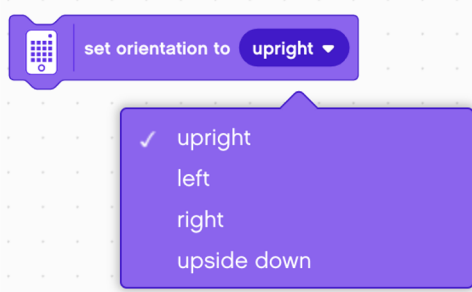 set orientation to upright
upright
left
right
upside down